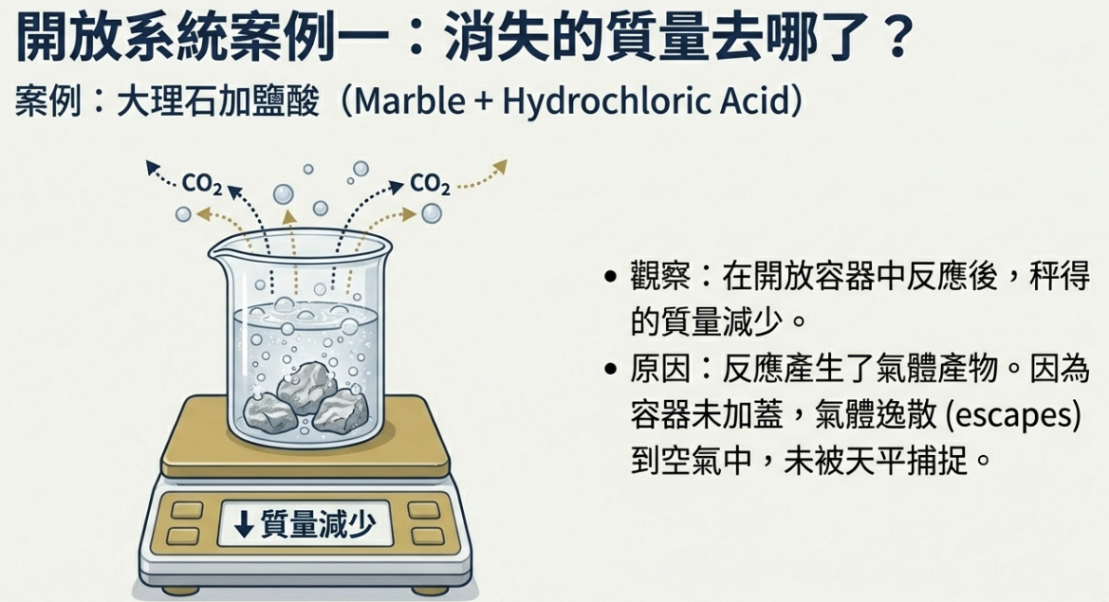 開放系統案例一：消失的質量去哪了？
案例：大理石加鹽酸（Marble + Hydrochloric Acid）
CO₂
CO₂
↓質量減少
• 觀察：在開放容器中反應後，秤得
的質量減少。
• 原因：反應產生了氣體產物。因為
容器未加蓋，氣體逸散 (escapes)
到空氣中，未被天平捕捉。